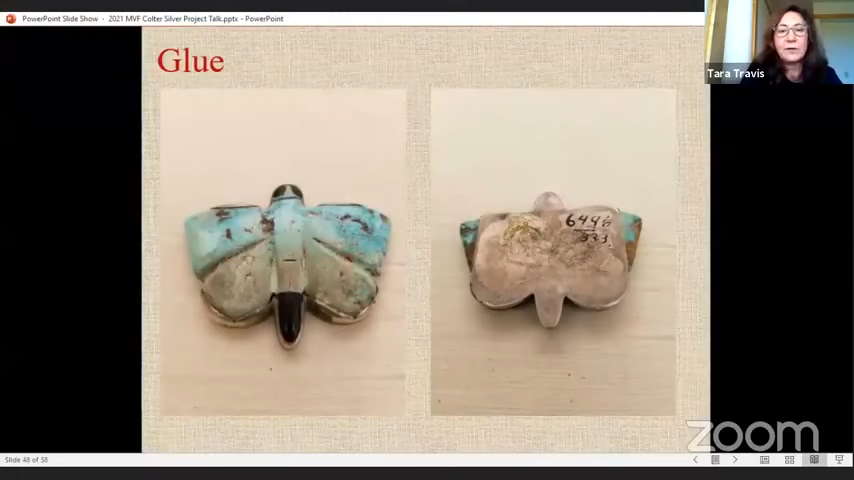 PowerPoint Slide Show - 2021 MVF Colter Silver Project Talk.pptx - PowerPoint
Tara Travis
Glue
333
zoom
Slide 48 of 58